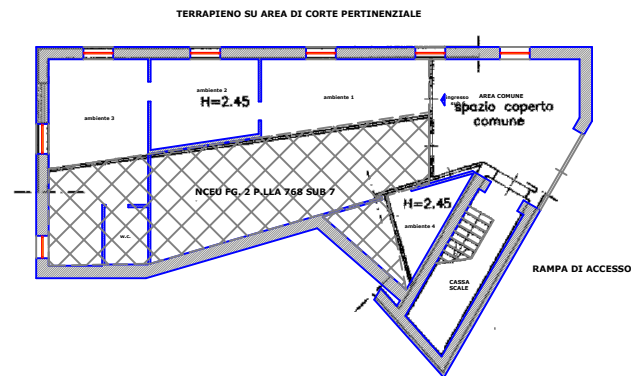 TERRAPIENO SU AREA DI CORTE PERTINENZIALE
ambiente 2
H=2.45
ambiente 1
ingresso
AREA COMUNE
spazio coperto
comune
ambiente 3
NCEU FG. 2 P.LLA 768 SUB 7
H=2.45
ambiente 4
w.c.
CASSA
SCALE
RAMPA DI ACCESSO